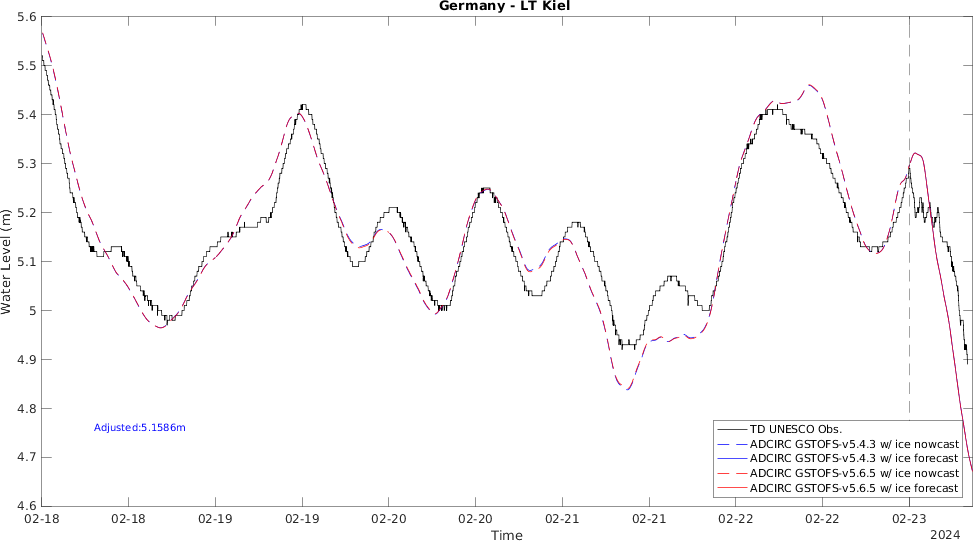 Germany - LT Kiel
5.6
5.5
5.4
5.3
5.2
5.1
5
4.9
4.8
4.7
4.6
Water Level (m)
Adjusted:5.1586m
TD UNESCO Obs.
ADCIRC GSTOFS-v5.4.3 w/ ice nowcast
ADCIRC GSTOFS-v5.4.3 w/ ice forecast
ADCIRC GSTOFS-v5.6.5 w/ ice nowcast
ADCIRC GSTOFS-v5.6.5 w/ ice forecast
02-18 02-18 02-19 02-19 02-20 02-20 02-21 02-21 02-22 02-22 02-23
Time
2024